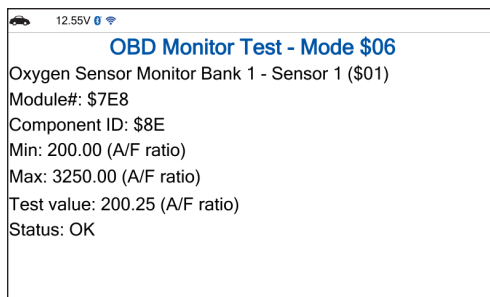 12.55V
OBD Monitor Test - Mode $06
Oxygen Sensor Monitor Bank 1 - Sensor 1 ($01)
Module#: $7E8
Component ID: $8E
Min: 200.00 (A/F ratio)
Max: 3250.00 (A/F ratio)
Test value: 200.25 (A/F ratio)
Status: OK